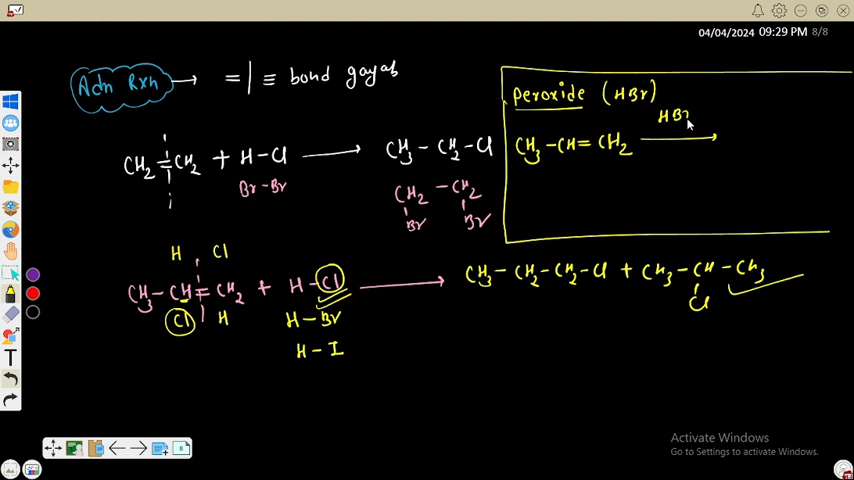 04/04/2024 09:29 PM 8/8
Adn Rxn → =|≡ bond gayab
Peroxide (HBr)
HBr
CH3-CH=CH2 →
CH2=CH2 + H-Cl → CH3-CH2-Cl
Br-Br
CH2-CH2
Br Br
H Cl
CH3-CH=CH2 + H-Cl → CH3-CH2-CH2-Cl + CH3-CH-CH3
Cl
Cl H
H-Br
H-I
T
8
Activate Windows
Go to Settings to activate Windows.